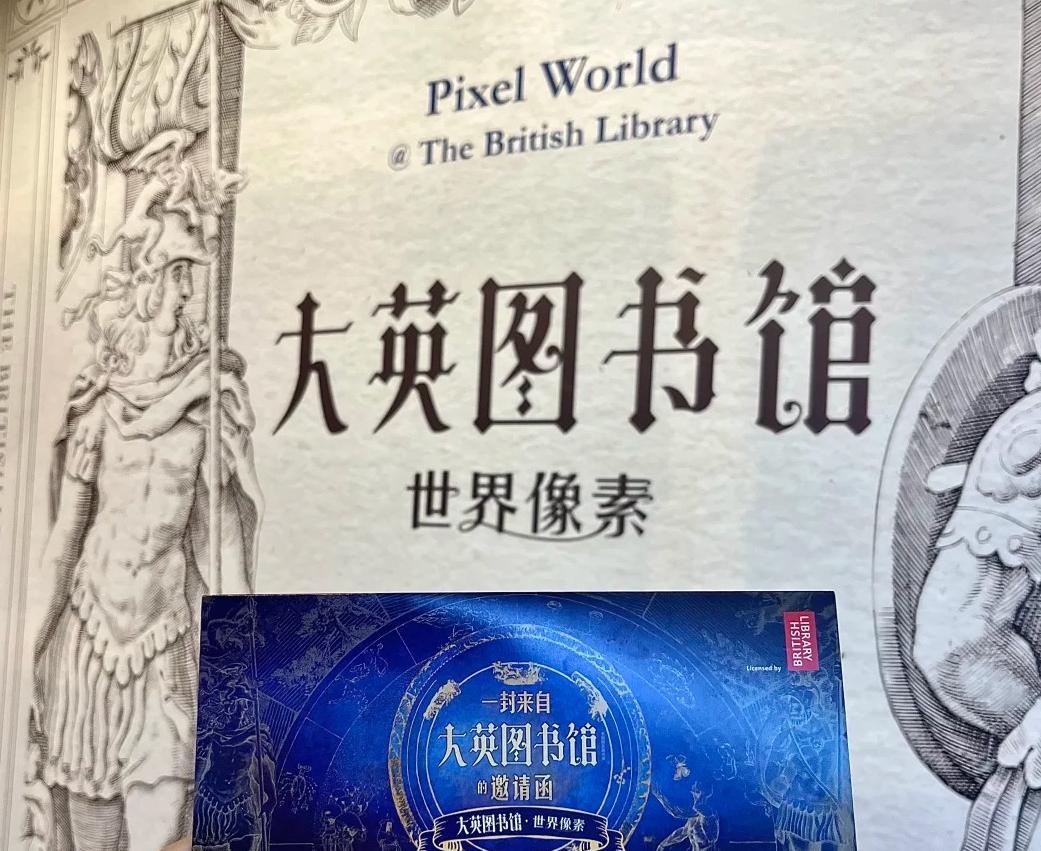 Pixel World
@ The British Library
大英图书馆
世界像素
THE BRITISH
LIBRARY
BRITISH
Licensed by
一封来自
大英图书馆
的邀请函
大英图书馆·世界像素